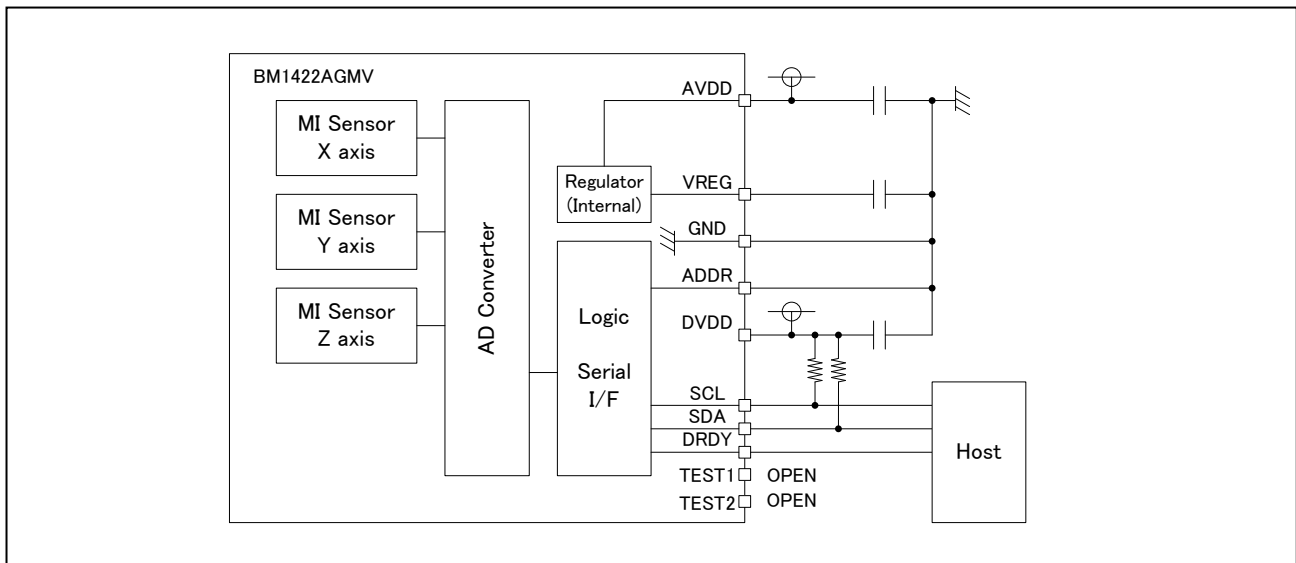 BM1422AGMV
MI Sensor
X axis
MI Sensor
Y axis
MI Sensor
Z axis
AD Converter
Regulator
(Internal)
Logic
Serial
I/F
AVDD
VREG
GND
ADDR
DVDD
SCL
SDA
DRDY
TEST1 OPEN
TEST2 OPEN
Host